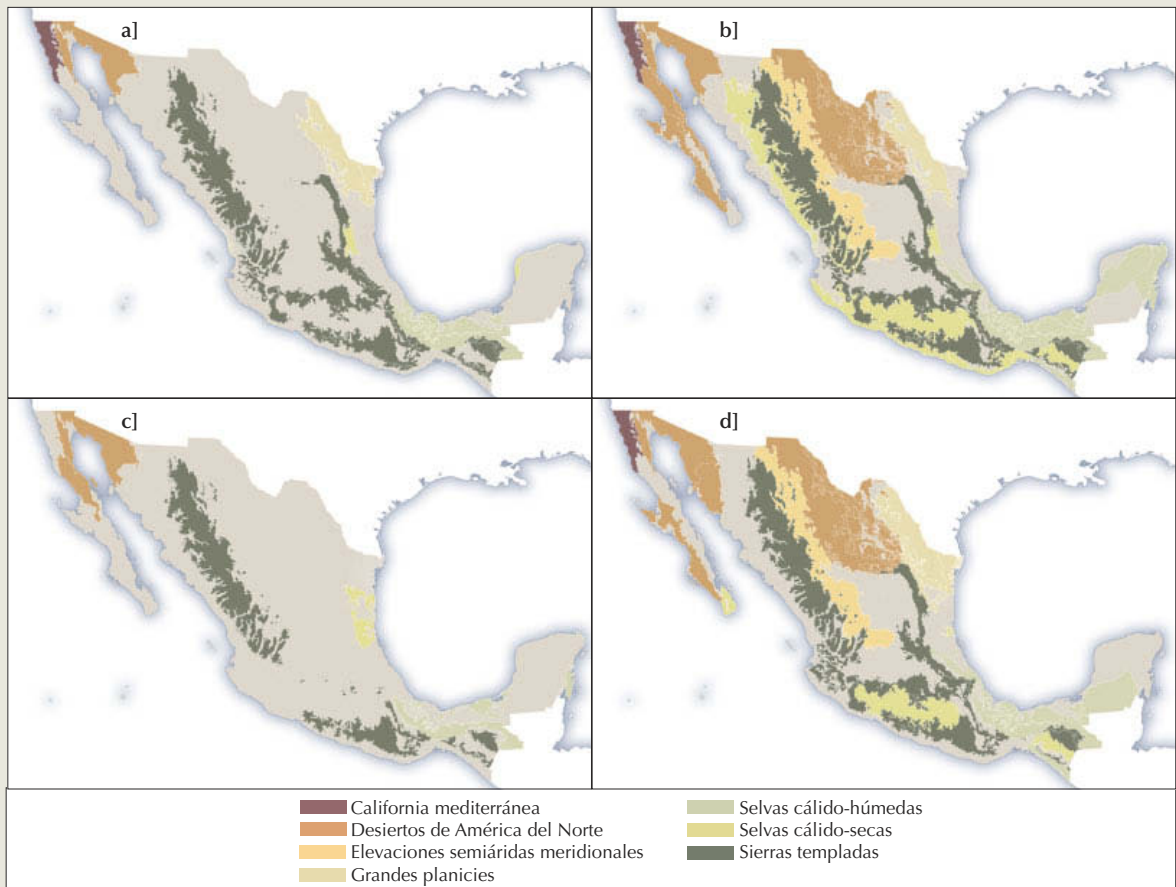 a]
b]
c]
d]
California mediterránea
Desiertos de América del Norte
Elevaciones semiáridas meridionales
Grandes planicies
Selvas cálido-húmedas
Selvas cálido-secas
Sierras templadas